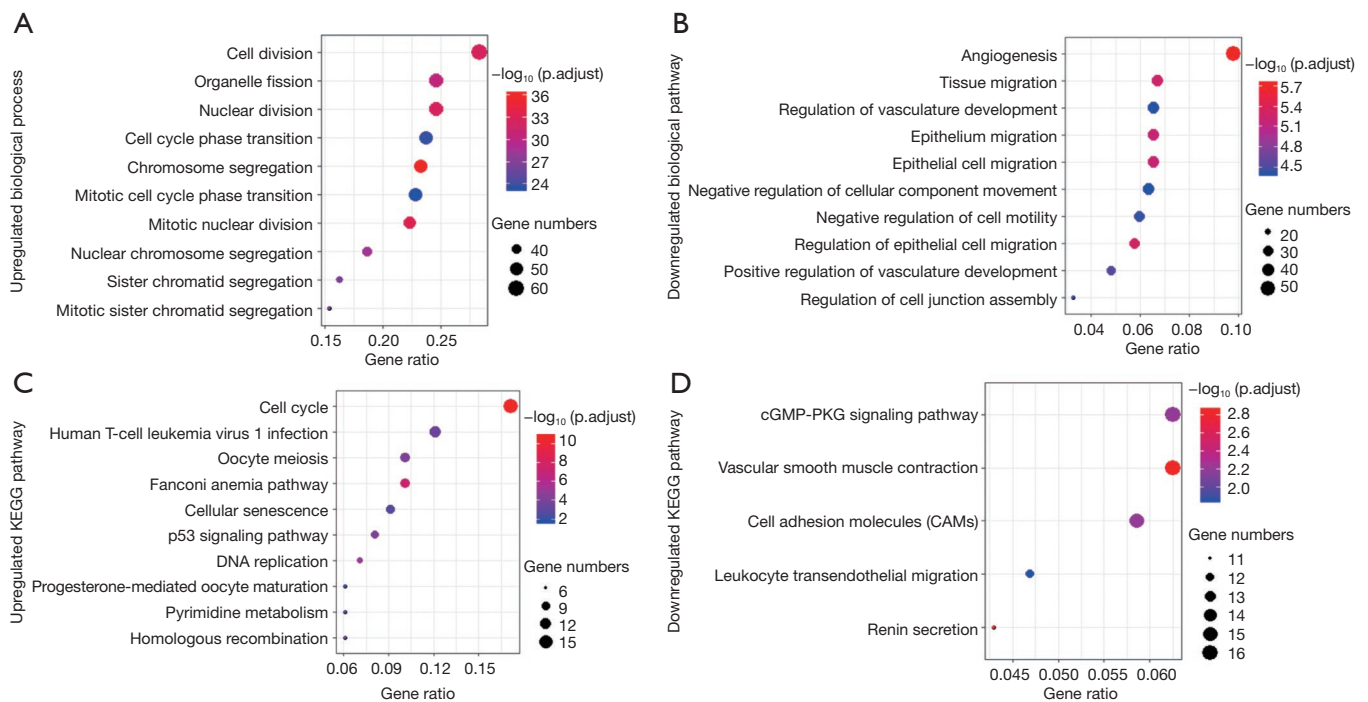 A
Upregulated biological process
Cell division
Organelle fission
Nuclear division
Cell cycle phase transition
Chromosome segregation
Mitotic cell cycle phase transition
Mitotic nuclear division
Nuclear chromosome segregation
Sister chromatid segregation
Mitotic sister chromatid segregation
0.15 0.20 0.25
Gene ratio
−log10 (p.adjust)
36
33
30
27
24
Gene numbers
40
50
60
B
Downregulated biological pathway
Angiogenesis
Tissue migration
Regulation of vasculature development
Epithelium migration
Epithelial cell migration
Negative regulation of cellular component movement
Negative regulation of cell motility
Regulation of epithelial cell migration
Positive regulation of vasculature development
Regulation of cell junction assembly
0.04 0.06 0.08 0.10
Gene ratio
−log10 (p.adjust)
5.7
5.4
5.1
4.8
4.5
Gene numbers
20
30
40
50
C
Upregulated KEGG pathway
Cell cycle
Human T-cell leukemia virus 1 infection
Oocyte meiosis
Fanconi anemia pathway
Cellular senescence
p53 signaling pathway
DNA replication
Progesterone-mediated oocyte maturation
Pyrimidine metabolism
Homologous recombination
0.06 0.09 0.12 0.15
Gene ratio
−log10 (p.adjust)
10
8
6
4
2
Gene numbers
6
9
12
15
D
Downregulated KEGG pathway
cGMP-PKG signaling pathway
Vascular smooth muscle contraction
Cell adhesion molecules (CAMs)
Leukocyte transendothelial migration
Renin secretion
0.045 0.050 0.055 0.060
Gene ratio
−log10 (p.adjust)
2.8
2.6
2.4
2.2
2.0
Gene numbers
11
12
13
14
15
16